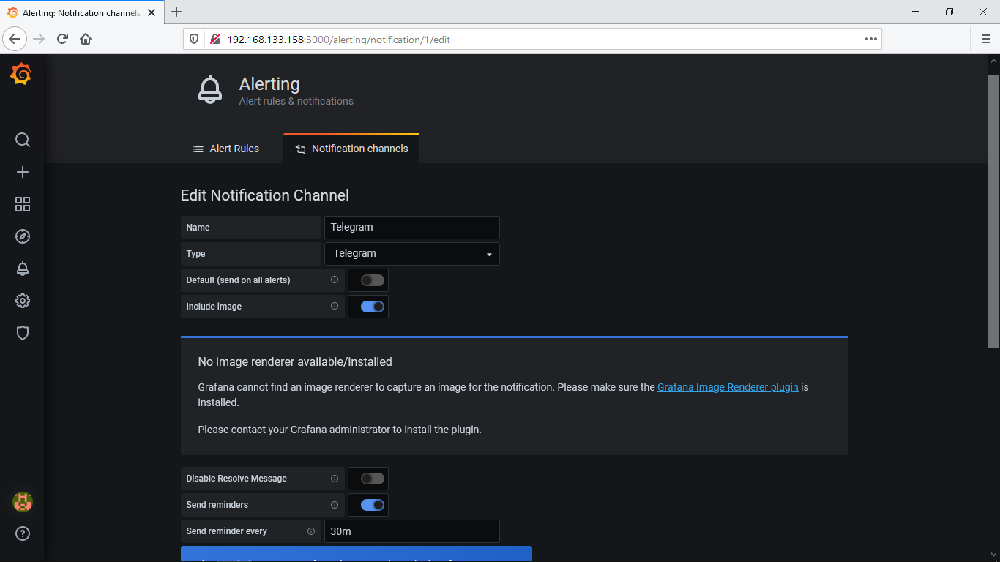 Alerting: Notification channels
192.168.133.158:3000/alerting/notification/1/edit
Alerting
Alert rules & notifications
Alert Rules
Notification channels
Edit Notification Channel
Name
Telegram
Type
Telegram
Default (send on all alerts)
Include image
No image renderer available/installed
Grafana cannot find an image renderer to capture an image for the notification. Please make sure the Grafana Image Renderer plugin is
installed.
Please contact your Grafana administrator to install the plugin.
Disable Resolve Message
Send reminders
Send reminder every
30m